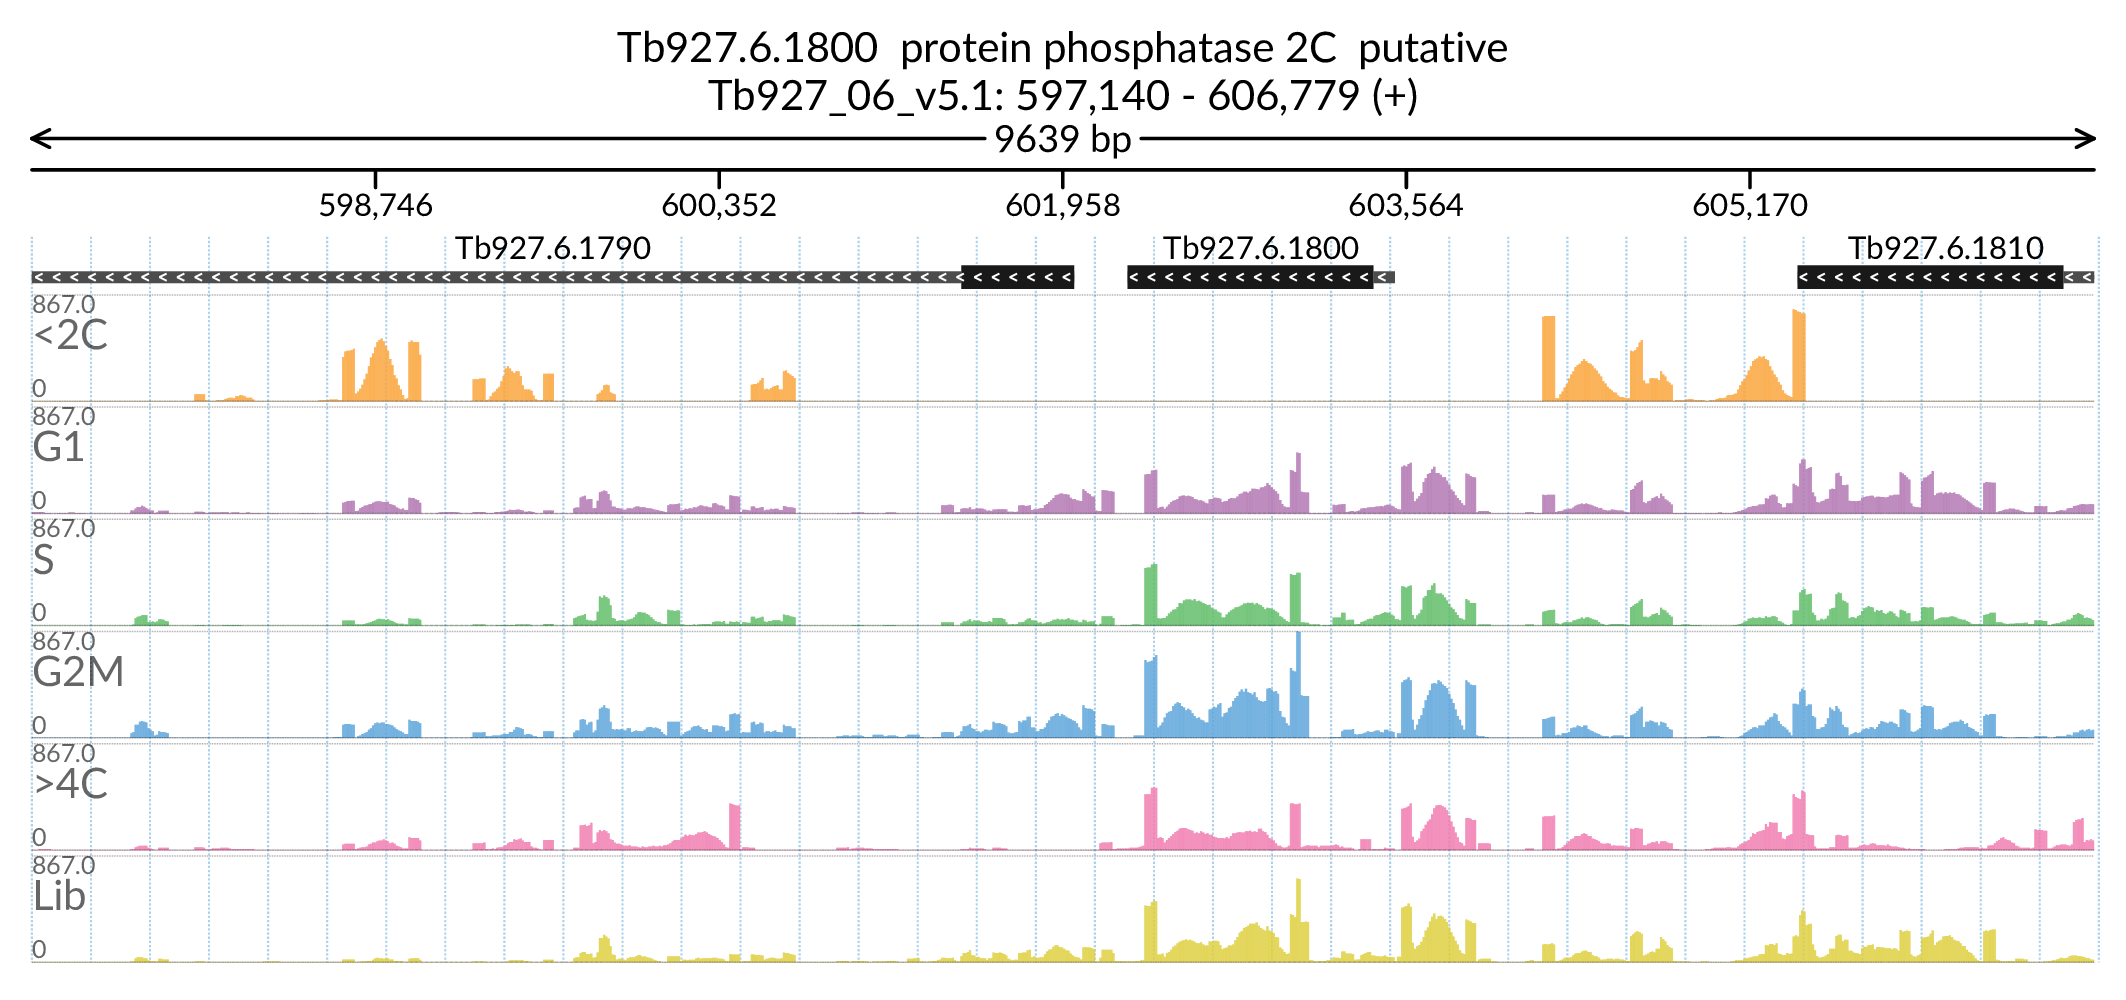 Tb927.6.1800  protein phosphatase 2C  putative
Tb927_06_v5.1: 597,140 - 606,779 (+)
9639 bp
598,746 600,352 601,958 603,564 605,170
Tb927.6.1790 Tb927.6.1800 Tb927.6.1810
867.0
<2C
0
867.0
G1
0
867.0
S
0
867.0
G2M
0
867.0
>4C
0
867.0
Lib
0